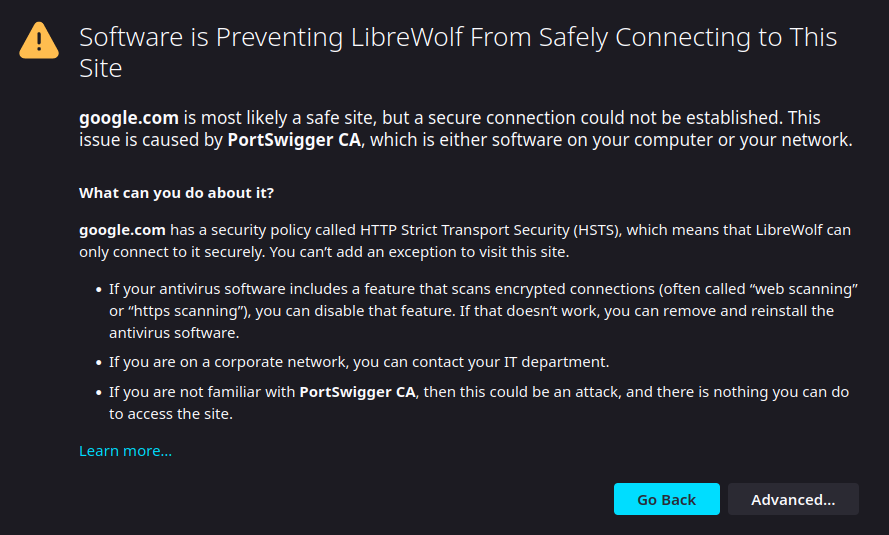 Software is Preventing LibreWolf From Safely Connecting to This
Site
google.com is most likely a safe site, but a secure connection could not be established. This
issue is caused by PortSwigger CA, which is either software on your computer or your network.
What can you do about it?
google.com has a security policy called HTTP Strict Transport Security (HSTS), which means that LibreWolf can
only connect to it securely. You can’t add an exception to visit this site.
• If your antivirus software includes a feature that scans encrypted connections (often called “web scanning”
or “https scanning”), you can disable that feature. If that doesn’t work, you can remove and reinstall the
antivirus software.
• If you are on a corporate network, you can contact your IT department.
• If you are not familiar with PortSwigger CA, then this could be an attack, and there is nothing you can do
to access the site.
Learn more…
Go Back
Advanced…